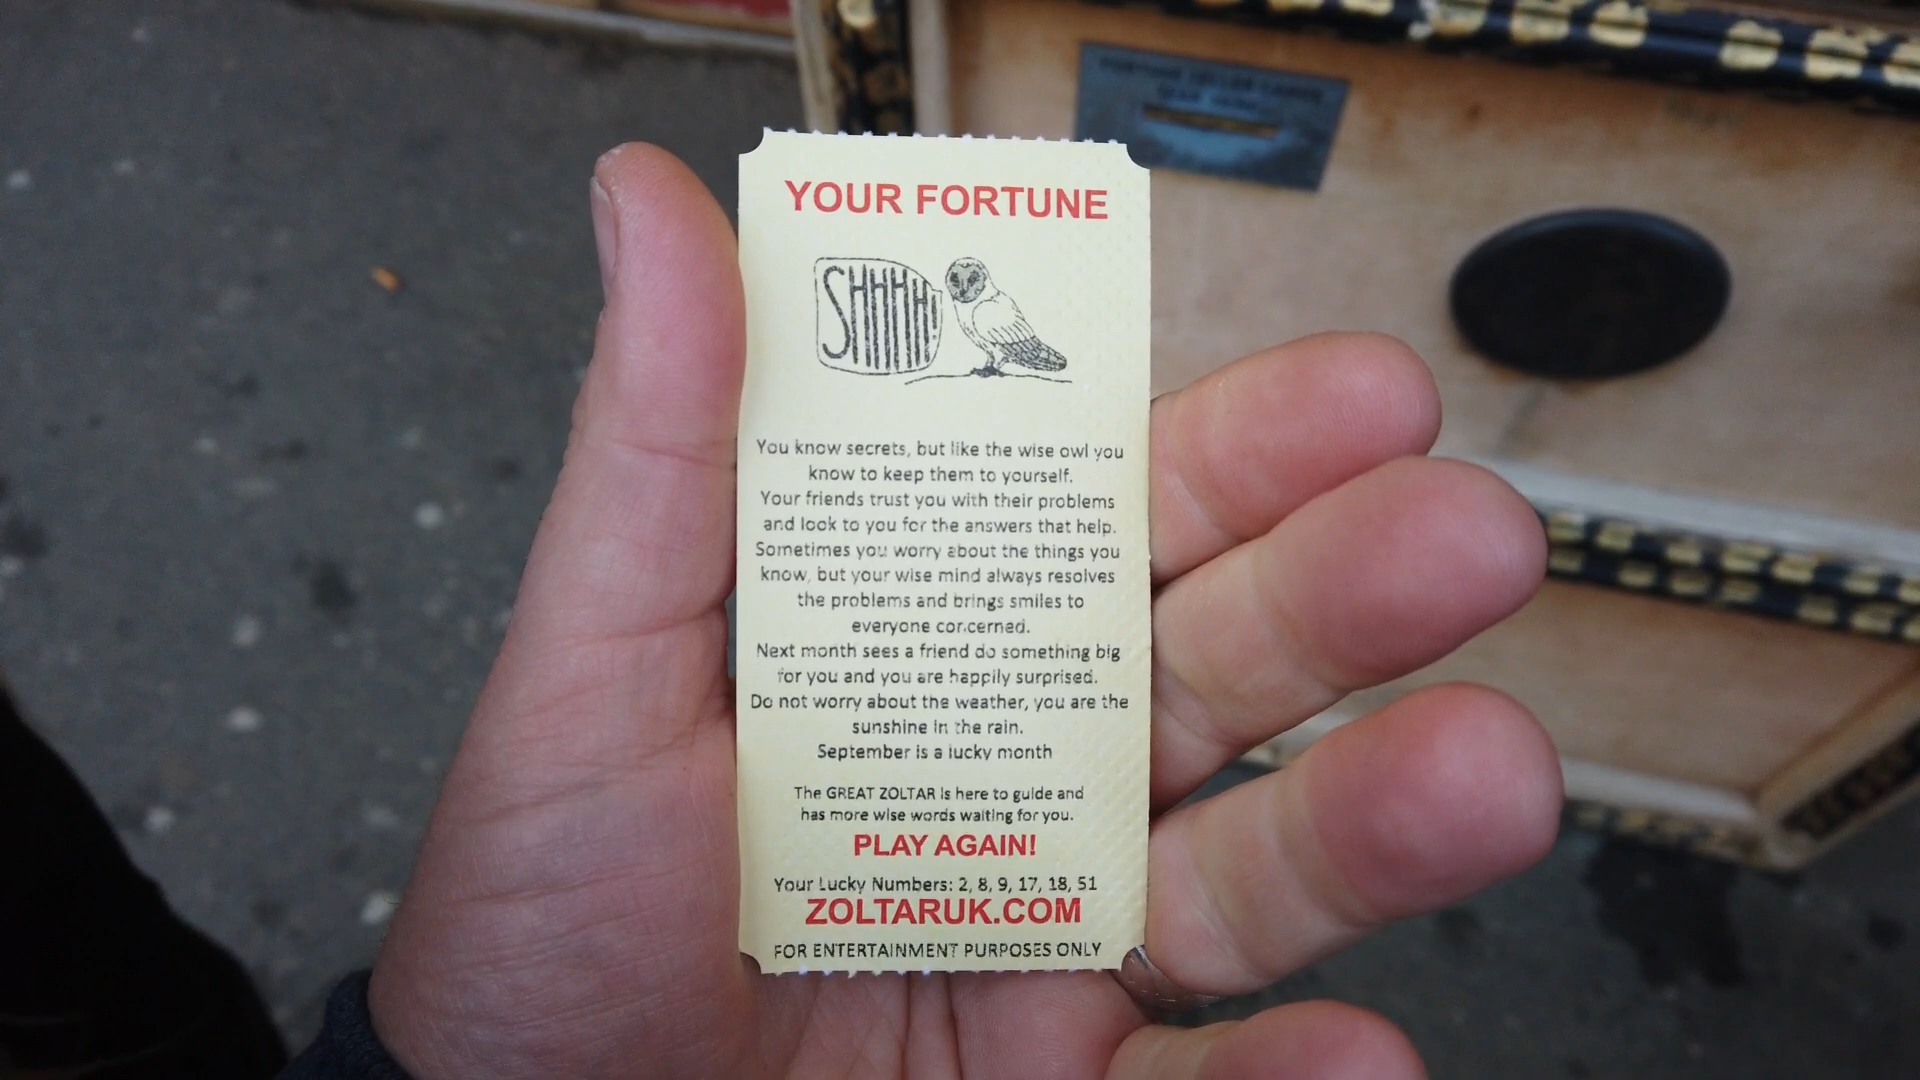 YOUR FORTUNE
SHHHH!
You know secrets, but like the wise owl you
know to keep them to yourself.
Your friends trust you with their problems
and look to you for the answers that help.
Sometimes you worry about the things you
know, but your wise mind always resolves
the problems and brings smiles to
everyone concerned.
Next month sees a friend do something big
for you and you are happily surprised.
Do not worry about the weather, you are the
sunshine in the rain.
September is a lucky month
The GREAT ZOLTAR is here to guide and
has more wise words waiting for you.
PLAY AGAIN!
Your Lucky Numbers: 2, 8, 9, 17, 18, 51
ZOLTARUK.COM
FOR ENTERTAINMENT PURPOSES ONLY